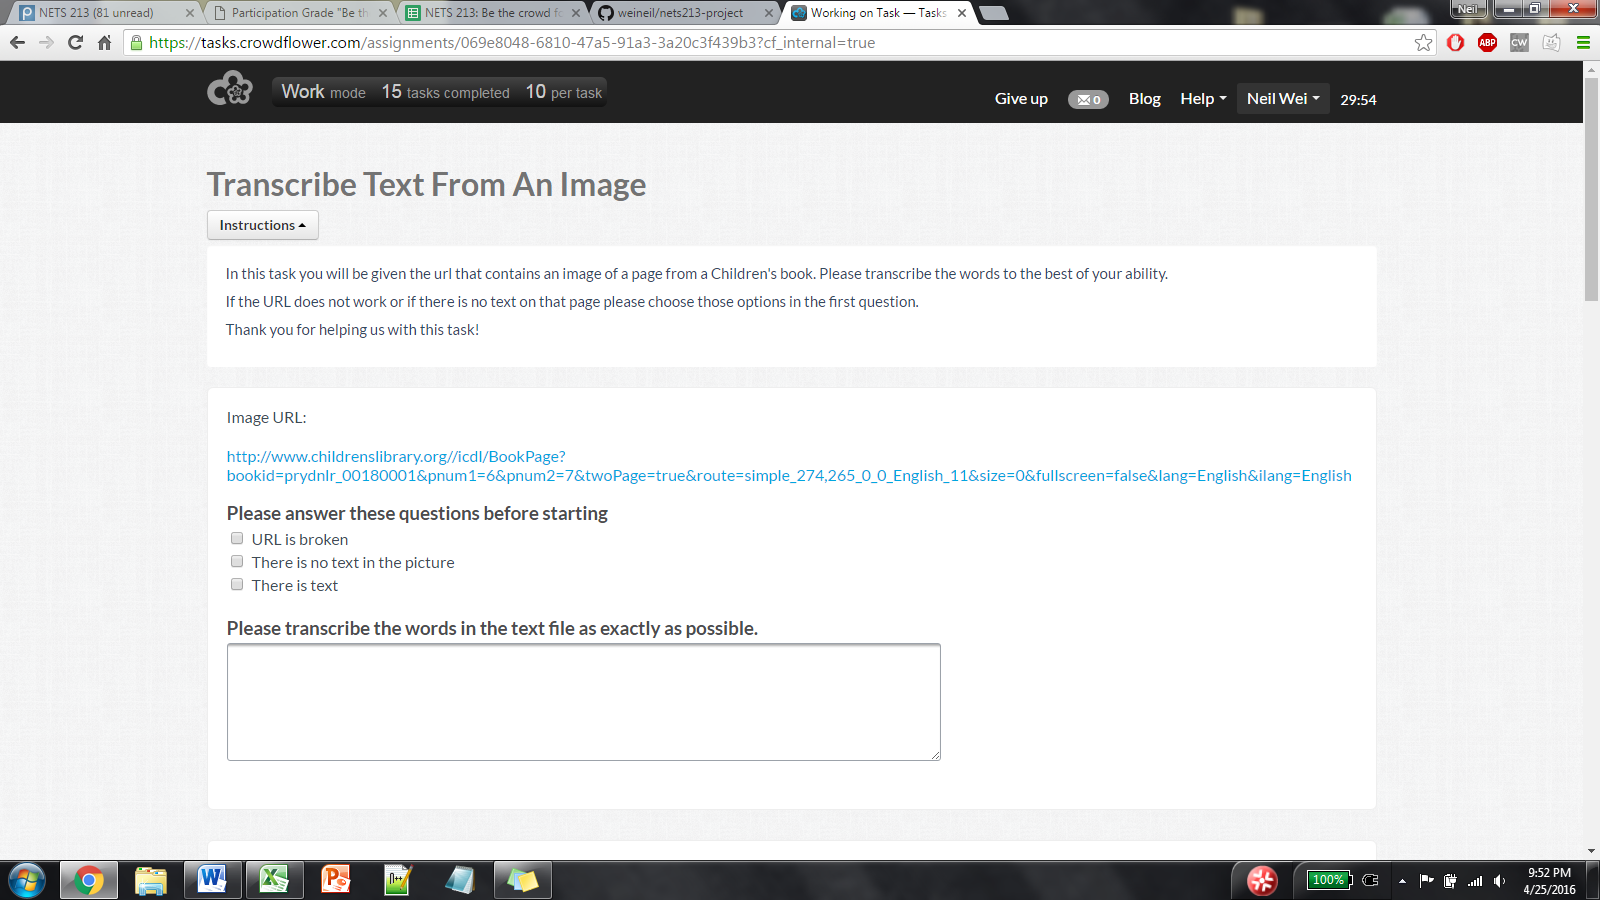 NETS 213 (81 unread)
Participation Grade "Be th
NETS 213: Be the crowd fo
weineil/nets213-project
Working on Task — Tasks
Neil
https://tasks.crowdflower.com/assignments/069e8048-6810-47a5-91a3-3a20c3f439b3?cf_internal=true
ABP
CW
Work mode 15 tasks completed 10 per task
Give up 0 Blog Help Neil Wei 29:54
Transcribe Text From An Image
Instructions
In this task you will be given the url that contains an image of a page from a Children's book. Please transcribe the words to the best of your ability.
If the URL does not work or if there is no text on that page please choose those options in the first question.
Thank you for helping us with this task!
Image URL:
http://www.childrenslibrary.org//icdl/BookPage?
bookid=prydnlr_00180001&pnum1=6&pnum2=7&twoPage=true&route=simple_274,265_0_0_English_11&size=0&fullscreen=false&lang=English&ilang=English
Please answer these questions before starting
URL is broken
There is no text in the picture
There is text
Please transcribe the words in the text file as exactly as possible.
100%
9:52 PM
4/25/2016